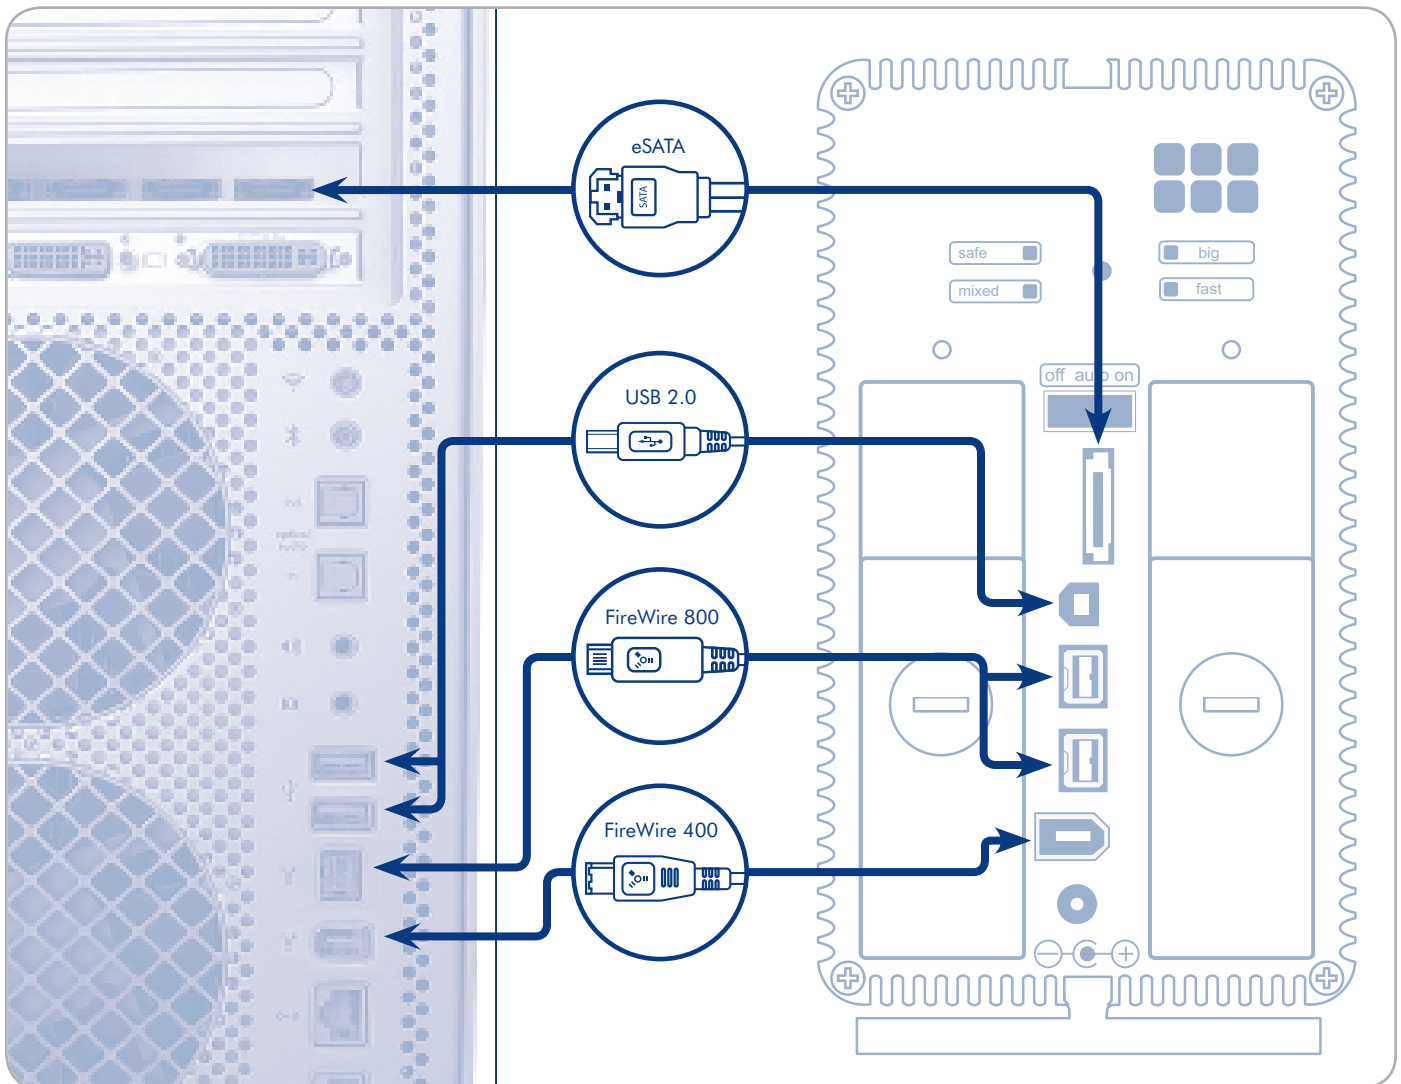 eSATA
SATA
safe
big
mixed
fast
off auto on
USB 2.0
FireWire 800
FireWire 400